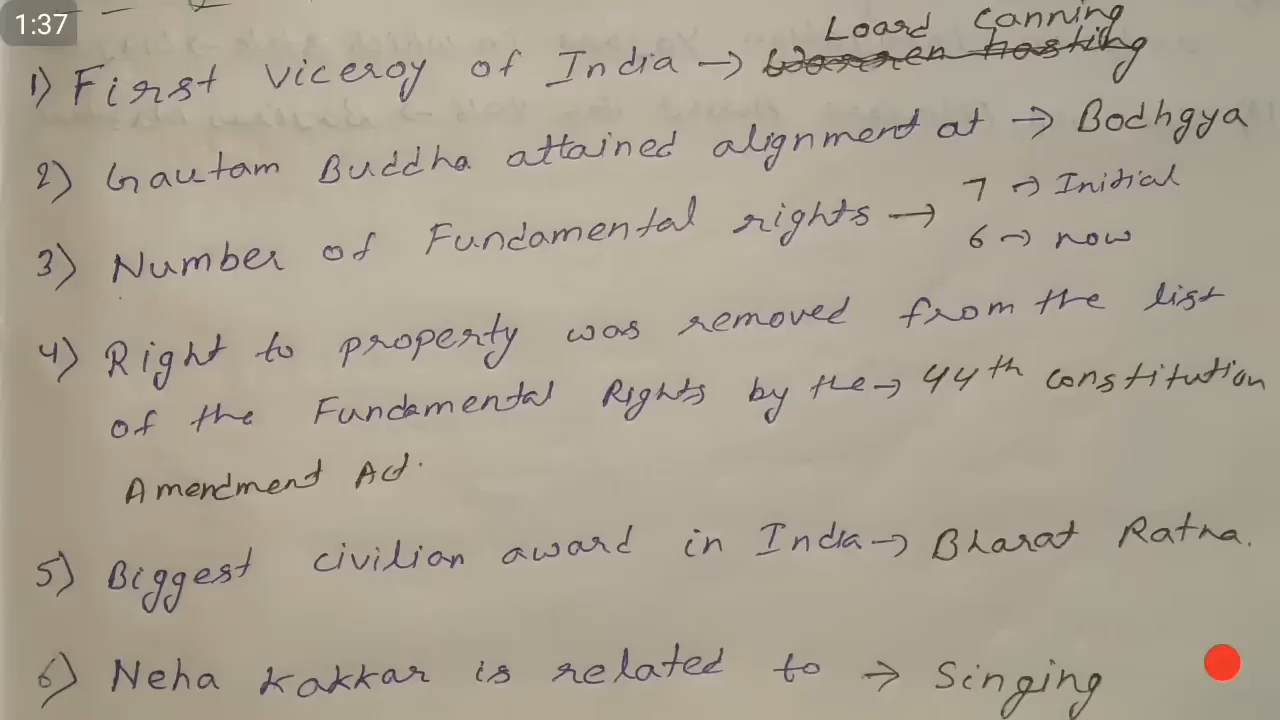 1:37
Loard Canning
1) First viceroy of India → Warren hasting
2) Gautam Buddha attained alignment at → Bodhgya
3) Number of Fundamental rights → 7 → Initial
6 → now
4) Right to property was removed from the list
of the Fundamental Rights by the → 44th constitution
Amendment Act.
5) Biggest civilian award in India → Bharat Ratna.
6) Neha Kakkar is related to → Singing